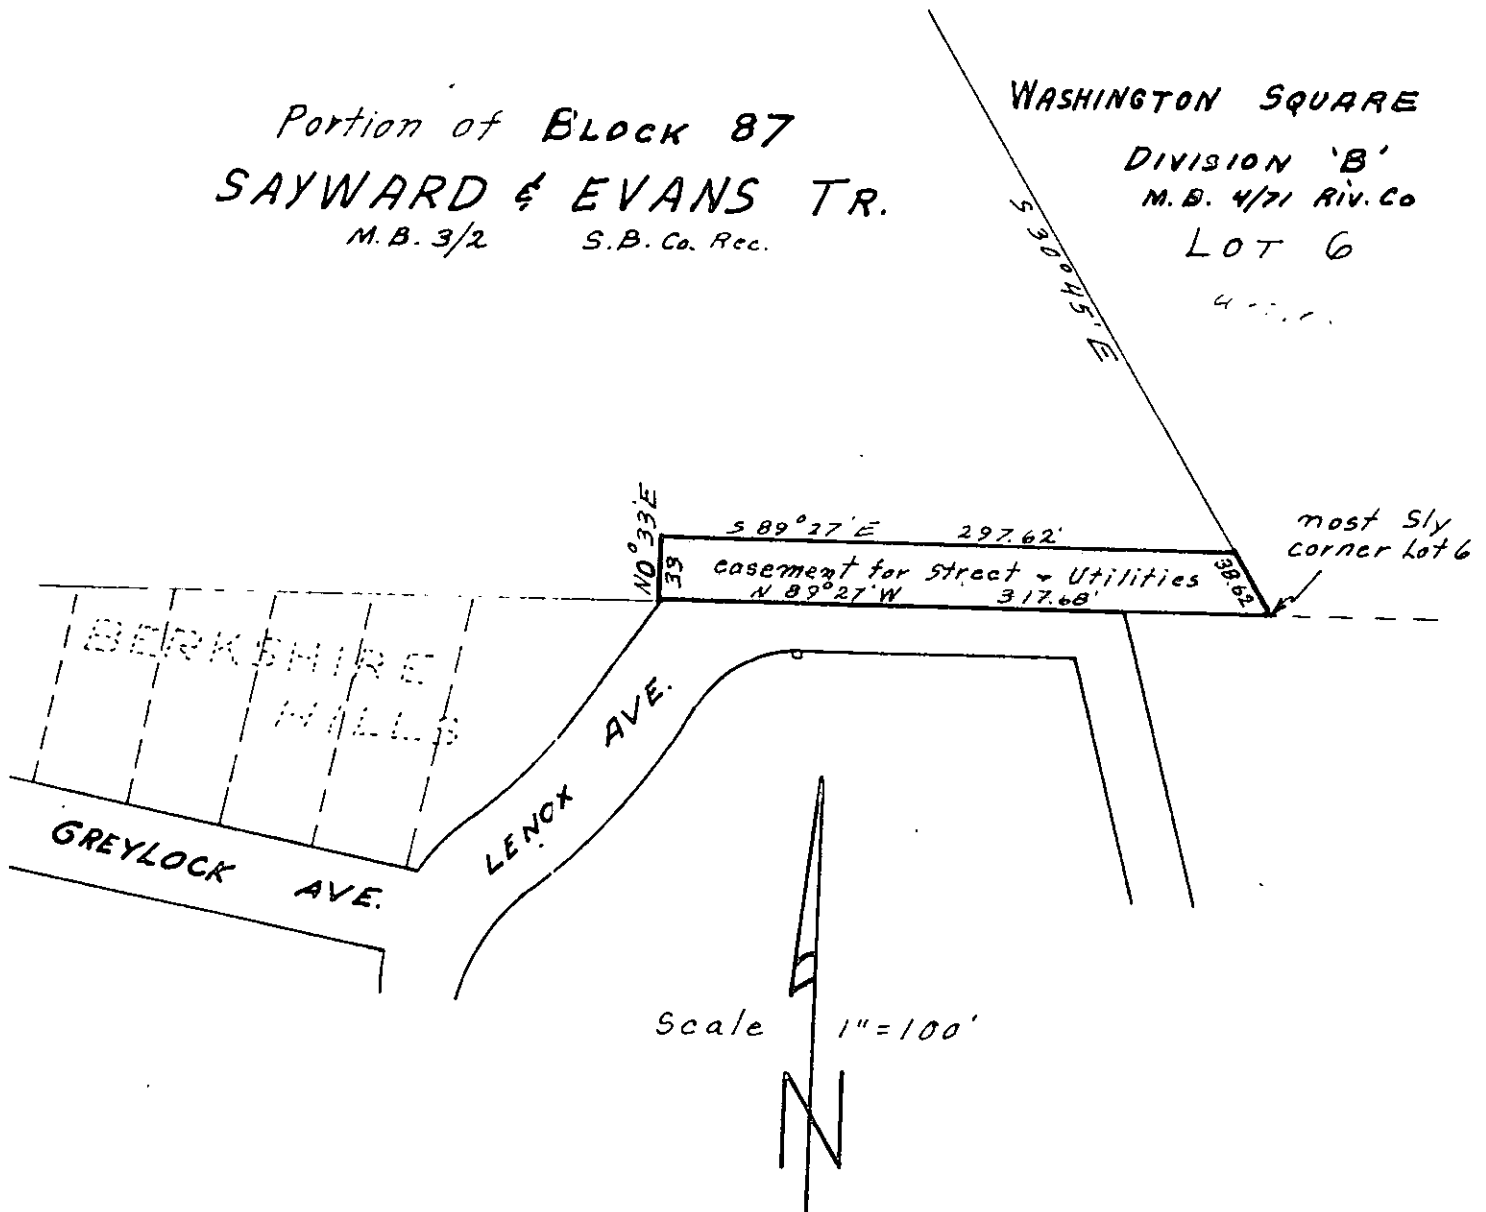 Portion of BLOCK 87
SAYWARD & EVANS TR.
M.B. 3/2 S.B. Co. Rec.
WASHINGTON SQUARE
DIVISION 'B'
M.B. 4/71 Riv. Co
LOT 6
S 30° 45' E
N 0° 33' E
S 89° 27' E 297.62'
33
easement for Street & Utilities
38.62
N 89° 27' W 317.68'
most Sly
corner Lot 6
BERKSHIRE
HILLS
LENOX AVE.
GREYLOCK AVE.
Scale 1" = 100'
N